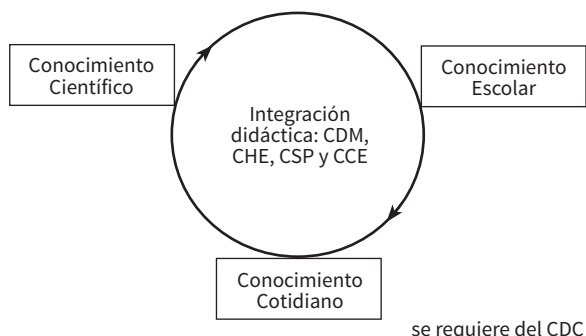 Conocimiento
Científico
Conocimiento
Escolar
Integración
didáctica: CDM,
CHE, CSP y CCE
Conocimiento
Cotidiano
se requiere del CDC